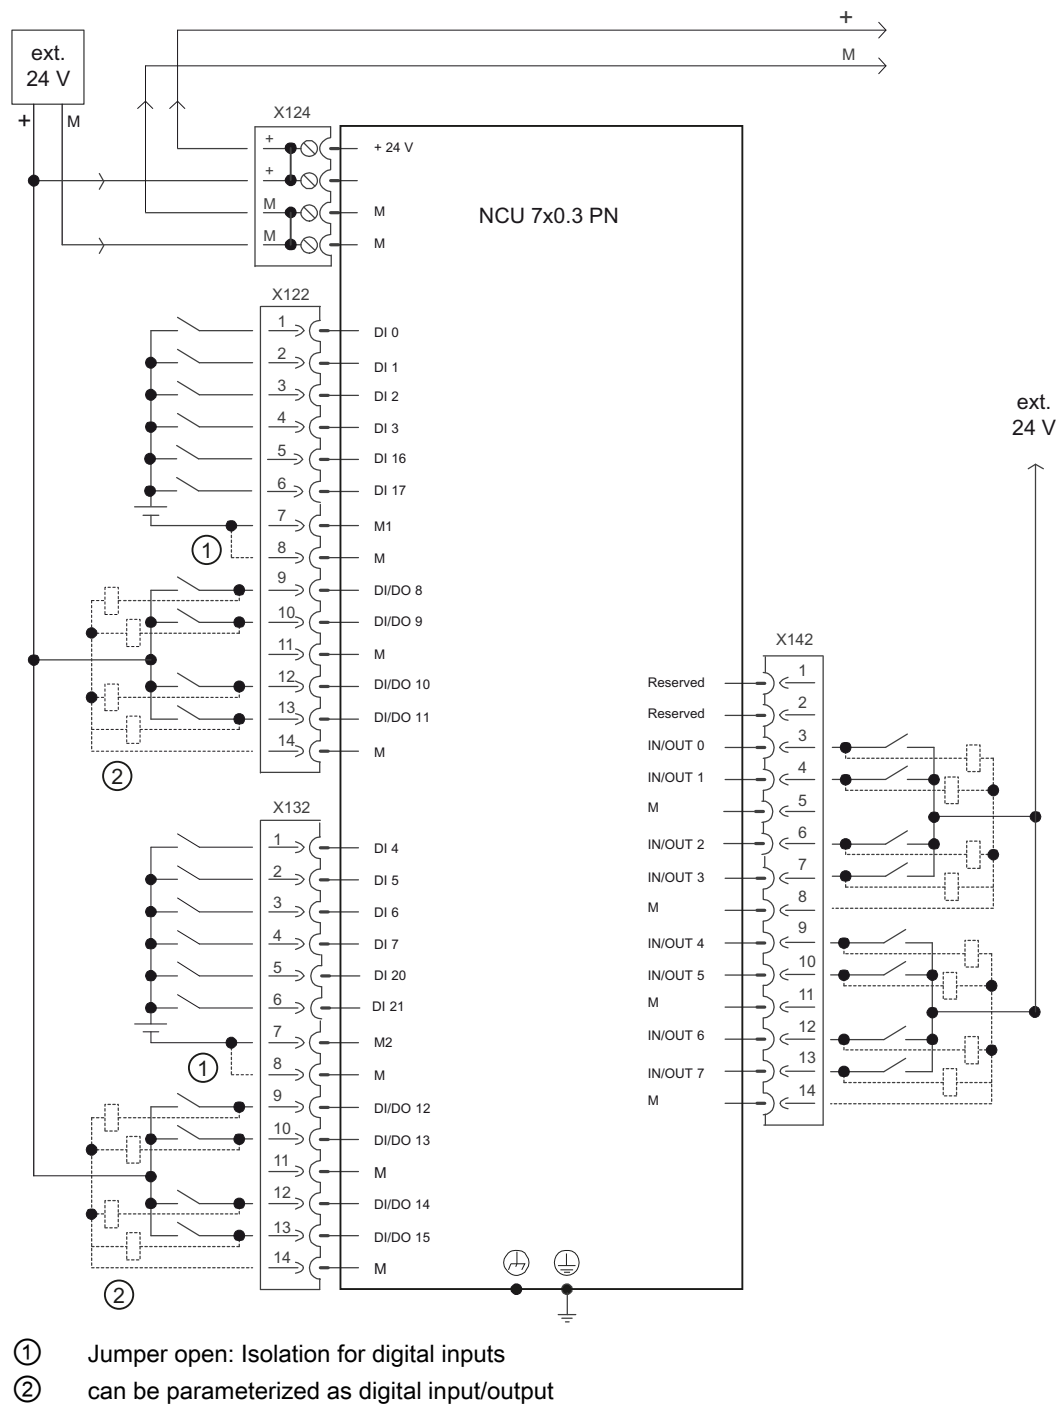 +
M
ext.
24 V
+
M
X124
+
+
M
M
+ 24 V
M
M
NCU 7x0.3 PN
X122
1 DI 0
2 DI 1
3 DI 2
4 DI 3
5 DI 16
6 DI 17
7 M1
8 M
9 DI/DO 8
10 DI/DO 9
11 M
12 DI/DO 10
13 DI/DO 11
14 M
1
2
ext.
24 V
X142
Reserved 1
Reserved 2
IN/OUT 0 3
IN/OUT 1 4
M 5
IN/OUT 2 6
IN/OUT 3 7
M 8
IN/OUT 4 9
IN/OUT 5 10
M 11
IN/OUT 6 12
IN/OUT 7 13
M 14
X132
1 DI 4
2 DI 5
3 DI 6
4 DI 7
5 DI 20
6 DI 21
7 M2
8 M
9 DI/DO 12
10 DI/DO 13
11 M
12 DI/DO 14
13 DI/DO 15
14 M
1
2
1 Jumper open: Isolation for digital inputs
2 can be parameterized as digital input/output